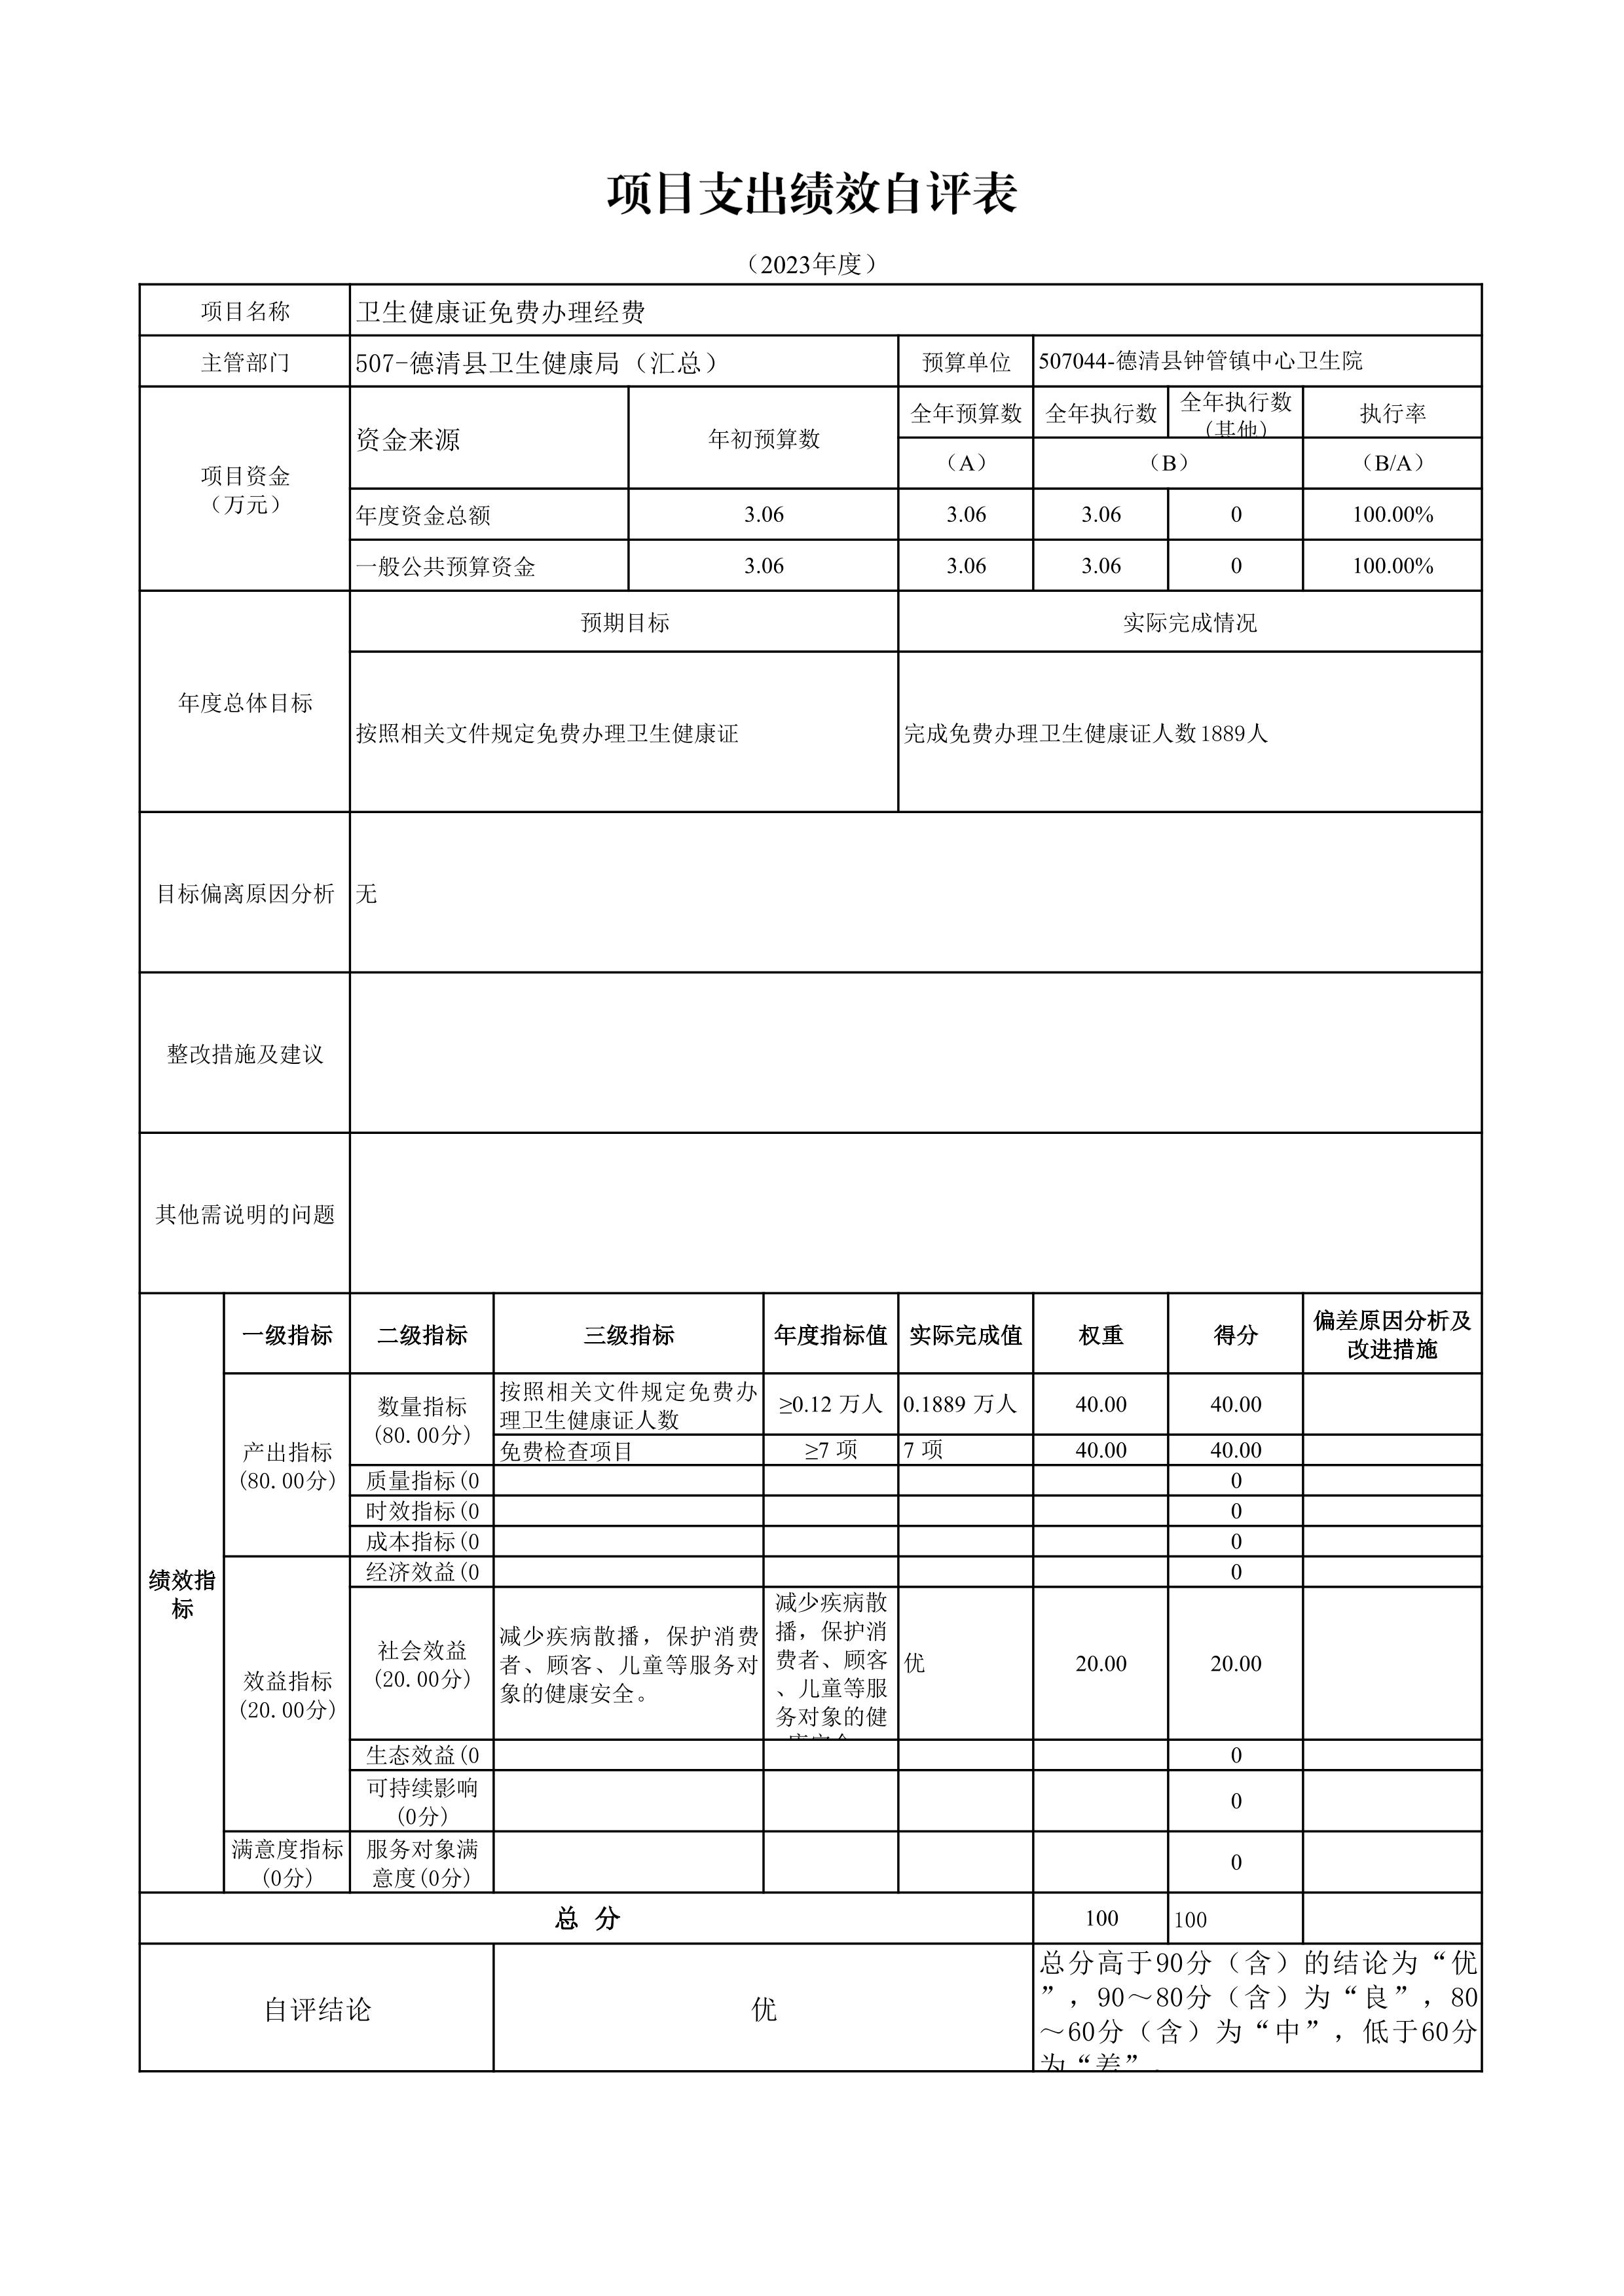 项目支出绩效自评表
（2023年度）
项目名称
卫生健康证免费办理经费
主管部门
507-德清县卫生健康局（汇总）
预算单位
507044-德清县钟管镇中心卫生院
项目资金
（万元）
资金来源
年初预算数
全年预算数
全年执行数
全年执行数
(其他)
执行率
（A）
（B）
（B/A）
年度资金总额
3.06
3.06
3.06
0
100.00%
一般公共预算资金
3.06
3.06
3.06
0
100.00%
年度总体目标
预期目标
实际完成情况
按照相关文件规定免费办理卫生健康证
完成免费办理卫生健康证人数1889人
目标偏离原因分析
无
整改措施及建议
其他需说明的问题
绩效指
标
一级指标
二级指标
三级指标
年度指标值
实际完成值
权重
得分
偏差原因分析及
改进措施
产出指标
(80.00分)
数量指标
(80.00分)
按照相关文件规定免费办
理卫生健康证人数
≥0.12 万人
0.1889 万人
40.00
40.00
免费检查项目
≥7 项
7 项
40.00
40.00
质量指标(0
0
时效指标(0
0
成本指标(0
0
效益指标
(20.00分)
经济效益(0
0
社会效益
(20.00分)
减少疾病散播，保护消费
者、顾客、儿童等服务对
象的健康安全。
减少疾病散
播，保护消
费者、顾客
、儿童等服
务对象的健
优
20.00
20.00
生态效益(0
0
可持续影响
(0分)
0
满意度指标
(0分)
服务对象满
意度(0分)
0
总 分
100
100
自评结论
优
总分高于90分（含）的结论为“优
”，90～80分（含）为“良”，80
～60分（含）为“中”，低于60分
为“差”。